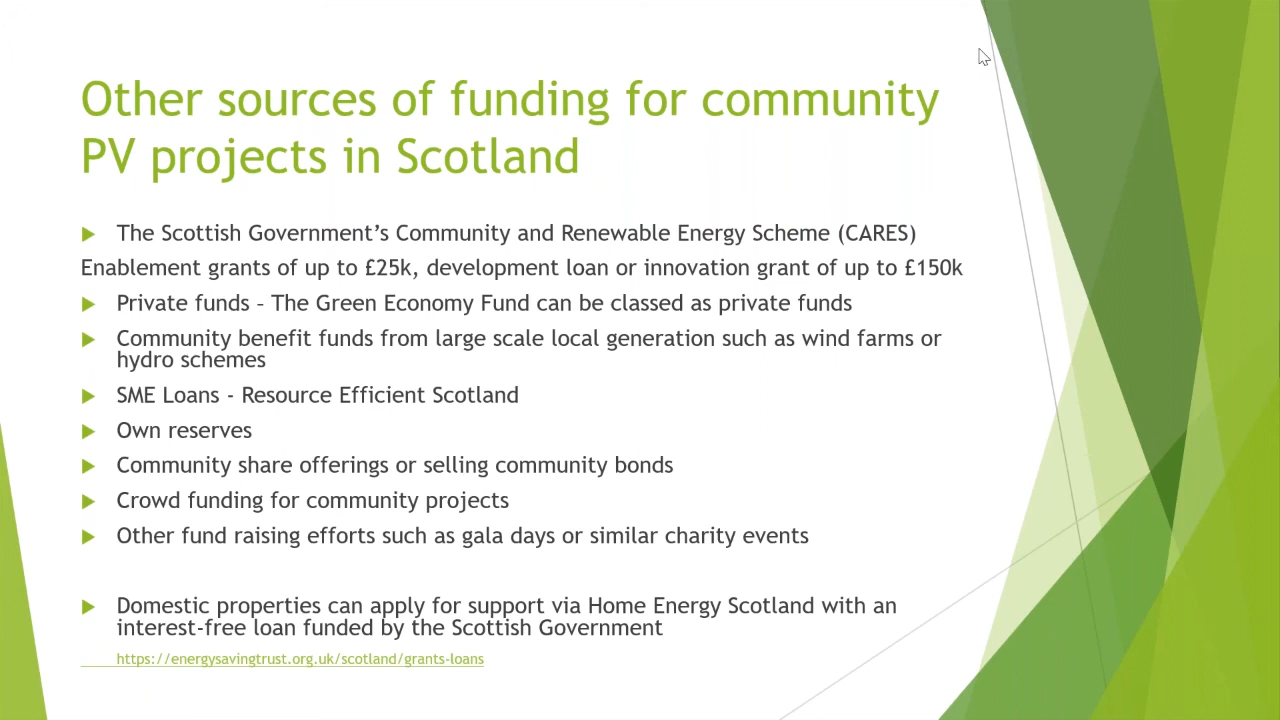 Other sources of funding for community
PV projects in Scotland
The Scottish Government’s Community and Renewable Energy Scheme (CARES)
Enablement grants of up to £25k, development loan or innovation grant of up to £150k
Private funds – The Green Economy Fund can be classed as private funds
Community benefit funds from large scale local generation such as wind farms or
hydro schemes
SME Loans - Resource Efficient Scotland
Own reserves
Community share offerings or selling community bonds
Crowd funding for community projects
Other fund raising efforts such as gala days or similar charity events
Domestic properties can apply for support via Home Energy Scotland with an
interest-free loan funded by the Scottish Government
https://energysavingtrust.org.uk/scotland/grants-loans